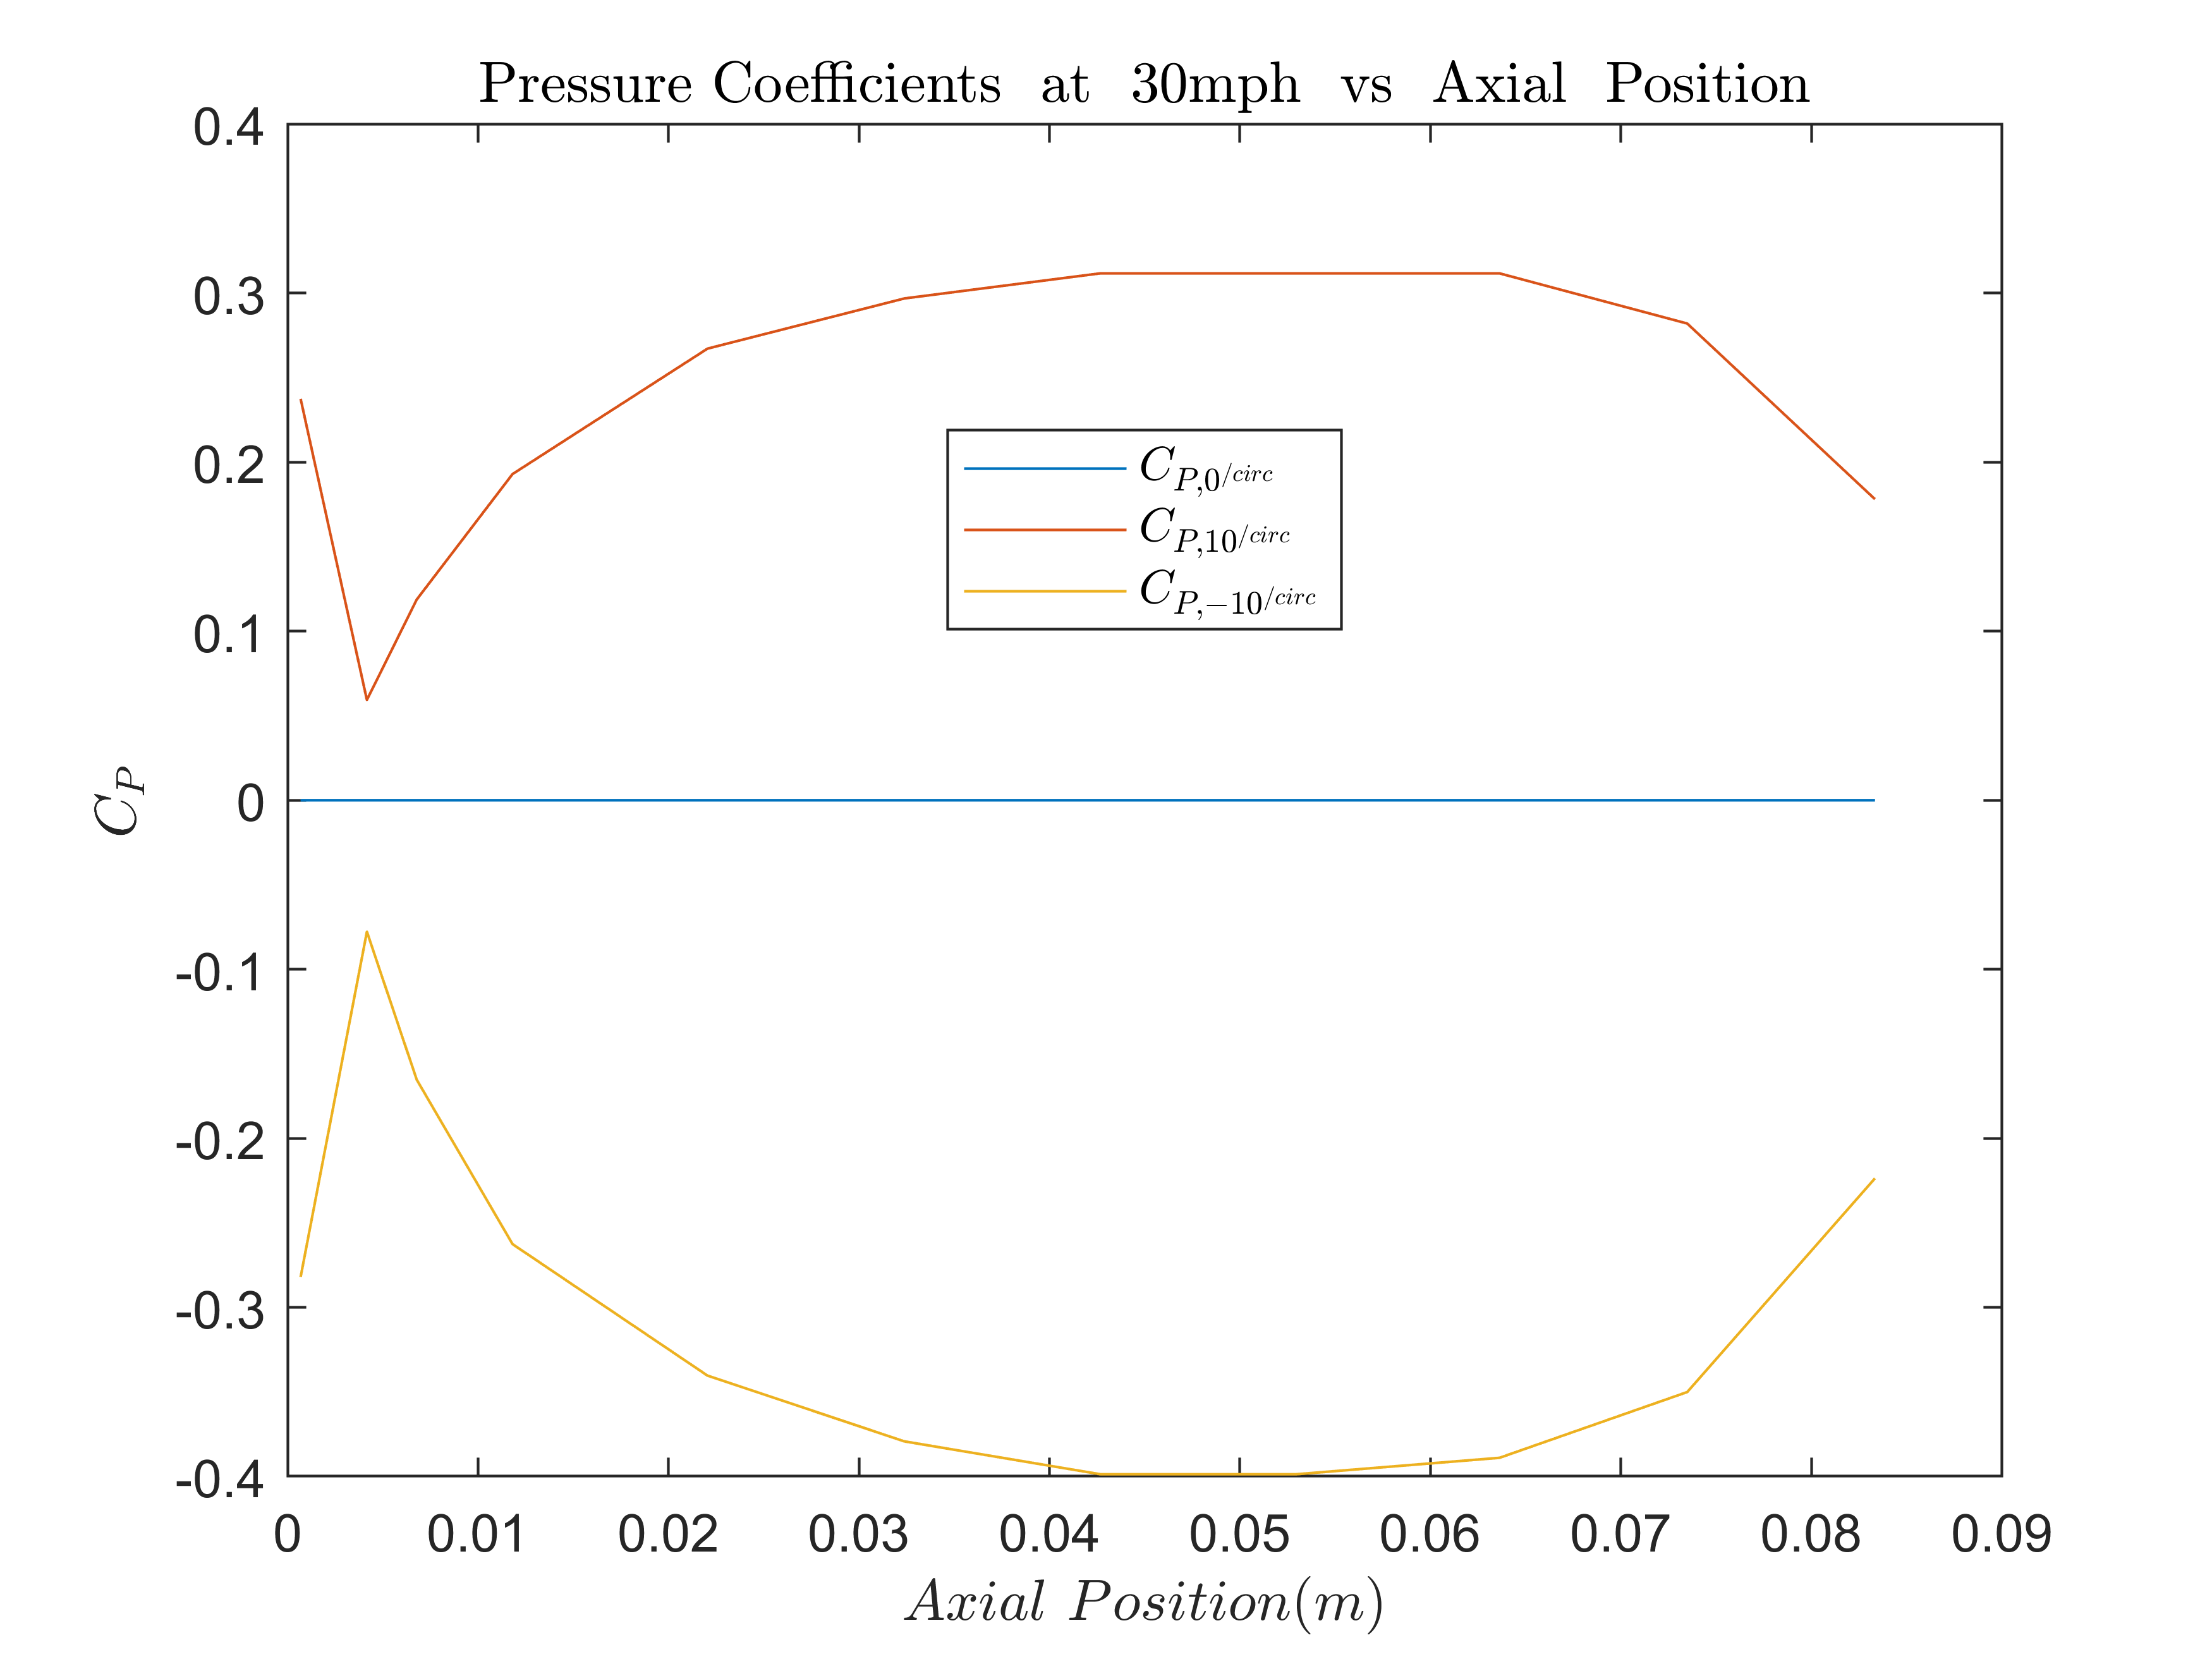 Pressure Coefficients at 30mph vs Axial Position
0.4
0.3
0.2
0.1
0
-0.1
-0.2
-0.3
-0.4
C_P
C_{P,0^{/circ}}
C_{P,10^{/circ}}
C_{P,-10^{/circ}}
0 0.01 0.02 0.03 0.04 0.05 0.06 0.07 0.08 0.09
Axial Position(m)